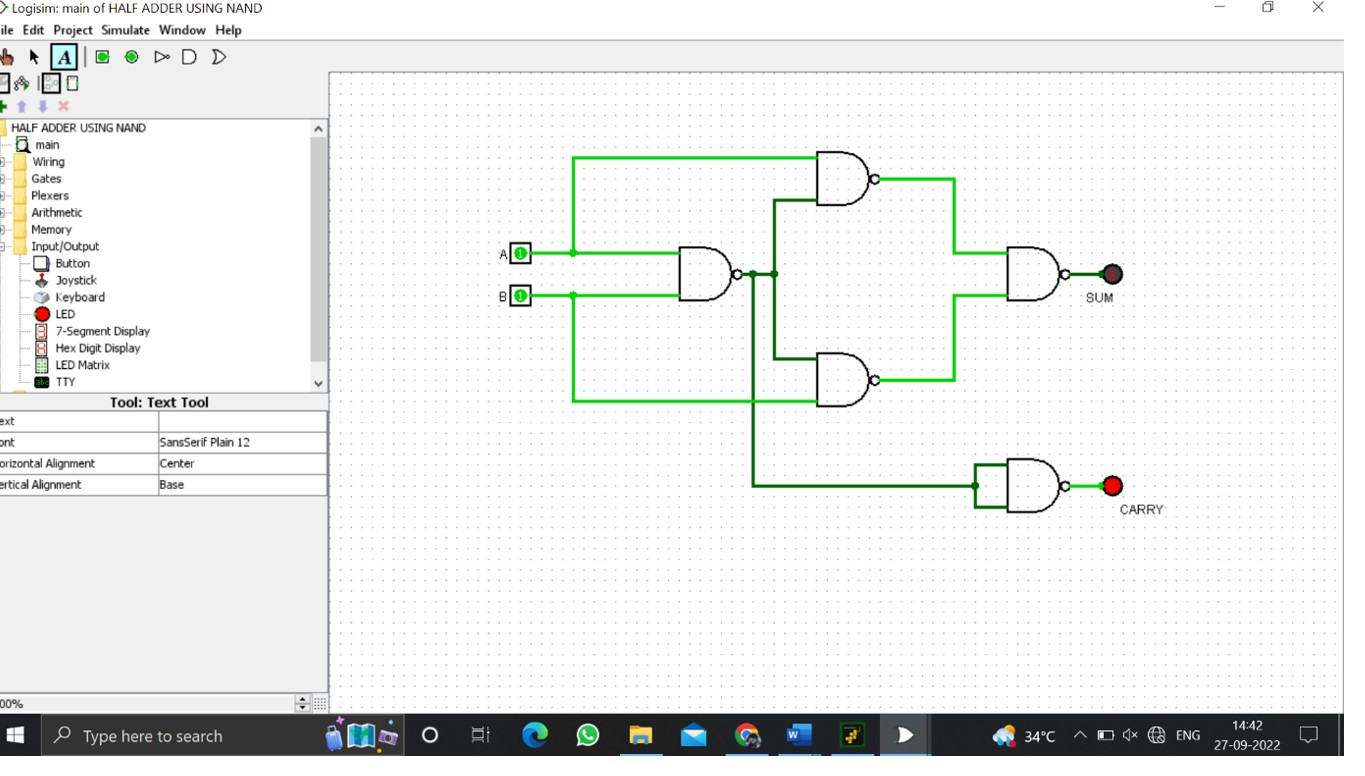 Logisim: main of HALF ADDER USING NAND
ile Edit Project Simulate Window Help
A
HALF ADDER USING NAND
main
Wiring
Gates
Plexers
Arithmetic
Memory
Input/Output
Button
Joystick
Keyboard
LED
7-Segment Display
Hex Digit Display
LED Matrix
TTY
Tool: Text Tool
ext
ont SansSerif Plain 12
orizontal Alignment Center
ertical Alignment Base
00%
A 1
B 1
SUM
CARRY
Type here to search
W
34°C
ENG
14:42
27-09-2022